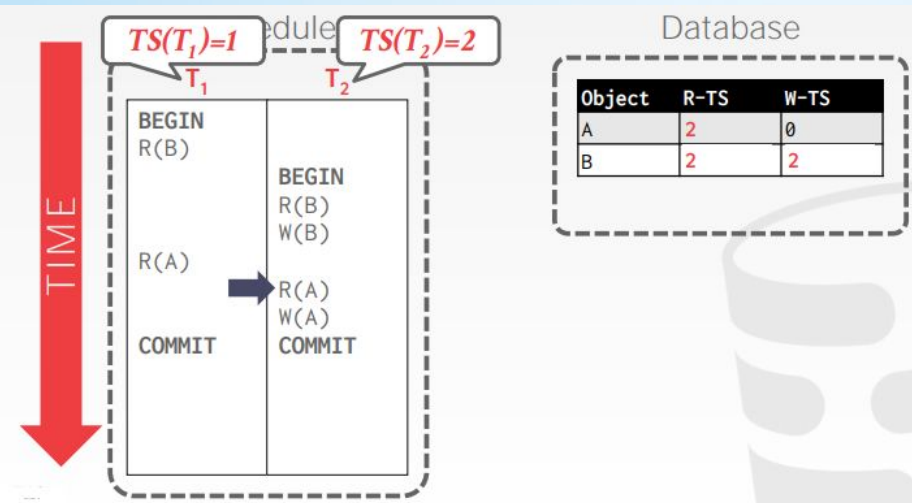 edule
TS(T1)=1
TS(T2)=2
Database
T1
T2
TIME
BEGIN
R(B)
BEGIN
R(B)
W(B)
R(A)
R(A)
W(A)
COMMIT
COMMIT
Object R-TS W-TS
A 2 0
B 2 2